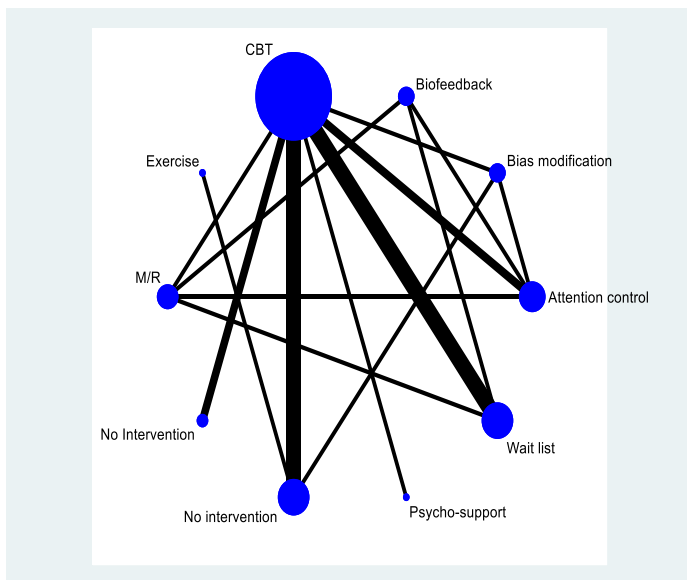 CBT
Biofeedback
Exercise
Bias modification
M/R
Attention control
No Intervention
Wait list
No intervention
Psycho-support